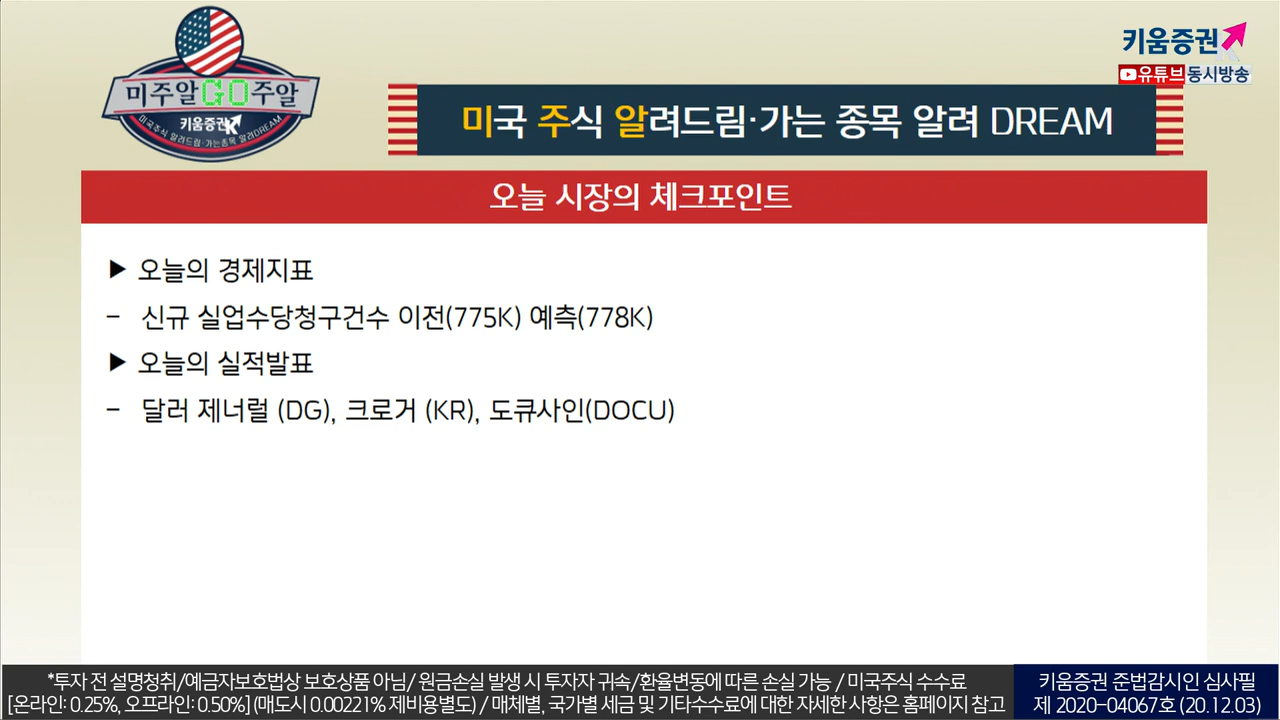 미주알GO주알
키움증권
미국주식 알려드림·가는종목 알려DREAM
키움증권
유튜브 동시방송
미국 주식 알려드림·가는 종목 알려 DREAM
오늘 시장의 체크포인트
▶ 오늘의 경제지표
- 신규 실업수당청구건수 이전(775K) 예측(778K)
▶ 오늘의 실적발표
- 달러 제너럴 (DG), 크로거 (KR), 도큐사인(DOCU)
*투자 전 설명청취/예금자보호법상 보호상품 아님/ 원금손실 발생 시 투자자 귀속/환율변동에 따른 손실 가능 / 미국주식 수수료
[온라인: 0.25%, 오프라인: 0.50%] (매도시 0.00221% 제비용별도) / 매체별, 국가별 세금 및 기타수수료에 대한 자세한 사항은 홈페이지 참고
키움증권 준법감시인 심사필
제 2020-04067호 (20.12.03)